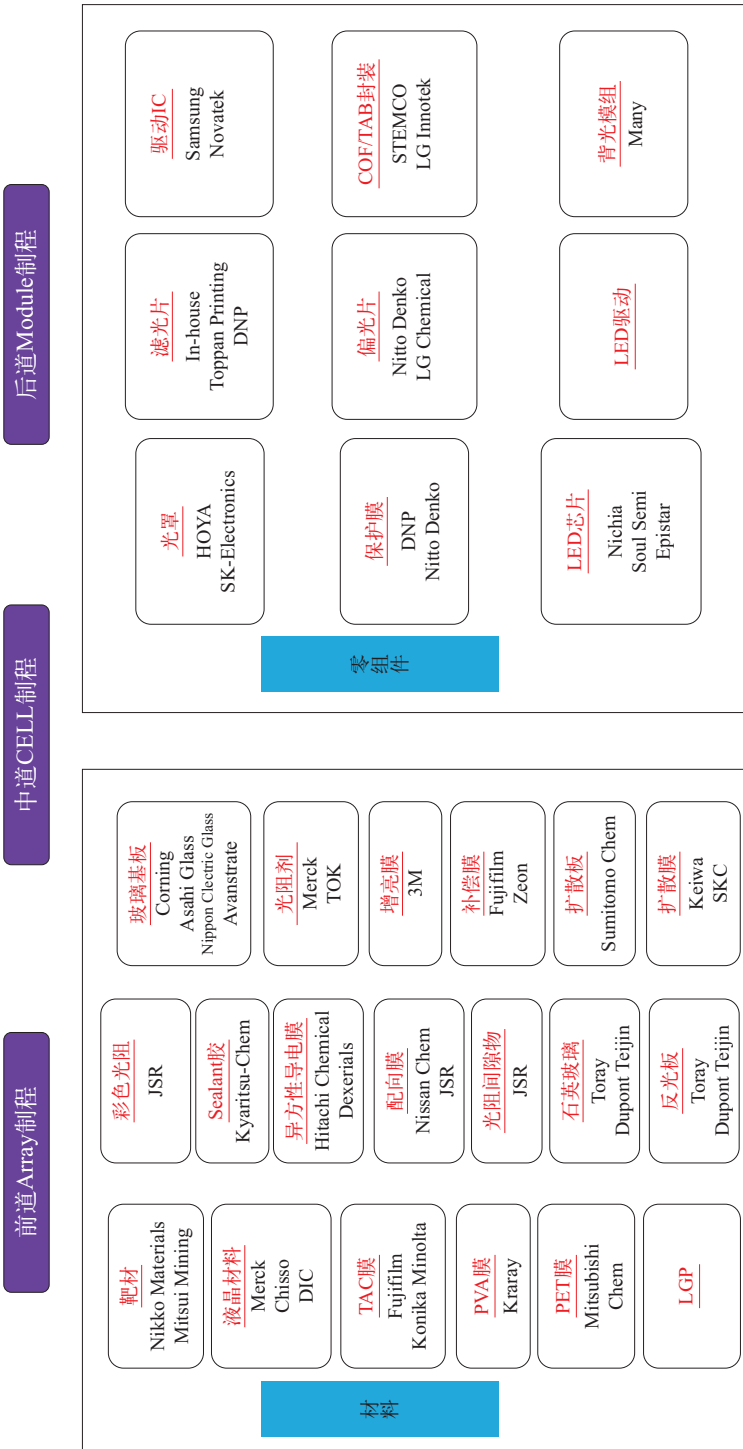 前道Array制程
中道CELL制程
后道Module制程
材料
靶材
Nikko Materials
Mitsui Mining
彩色光阻
JSR
玻璃基板
Corning
Asahi Glass
Nippon Clectric Glass
Avanstrate
液晶材料
Merck
Chisso
DIC
Sealant胶
Kyaritsu-Chem
异方性导电膜
Hitachi Chemical
Dexerials
光阻剂
Merck
TOK
TAC膜
Fujifilm
Konika Minolta
配向膜
Nissan Chem
JSR
增亮膜
3M
PVA膜
Kraray
光阻间隙物
JSR
补偿膜
Fujifilm
Zeon
PET膜
Mitsubishi
Chem
石英玻璃
Toray
Dupont Teijin
扩散板
Sumitomo Chem
LGP
反光板
Toray
Dupont Teijin
扩散膜
Keiwa
SKC
零组件
光罩
HOYA
SK-Electronics
滤光片
In-house
Toppan Printing
DNP
驱动IC
Samsung
Novatek
保护膜
DNP
Nitto Denko
偏光片
Nitto Denko
LG Chemical
COF/TAB封装
STEMCO
LG Innotek
LED芯片
Nichia
Soul Semi
Epistar
LED驱动
背光模组
Many